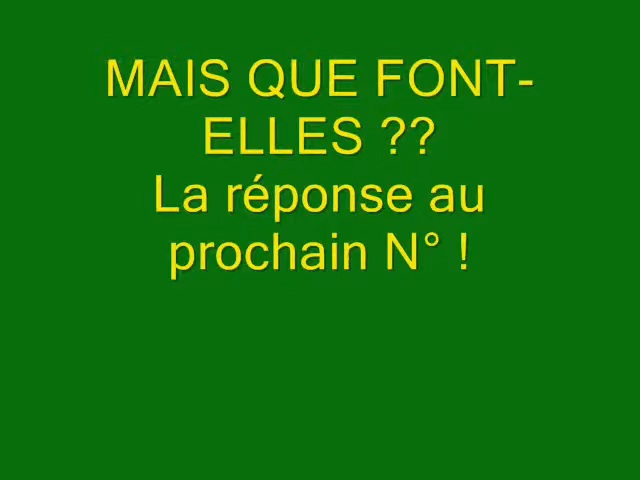 MAIS QUE FONT-
ELLES ??
La réponse au
prochain N° !